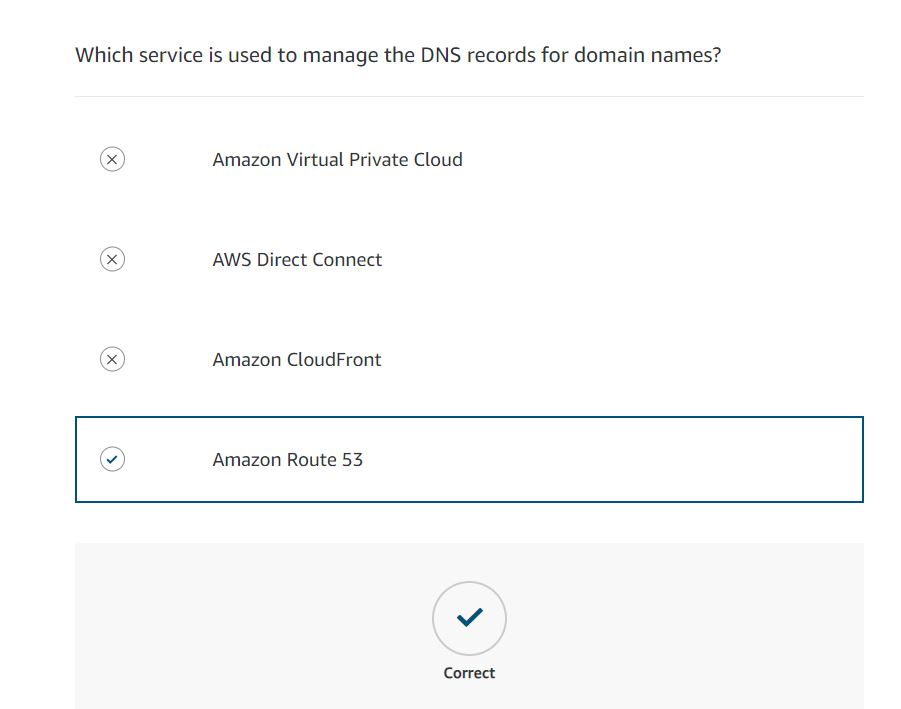 Which service is used to manage the DNS records for domain names?
Amazon Virtual Private Cloud
AWS Direct Connect
Amazon CloudFront
Amazon Route 53
Correct